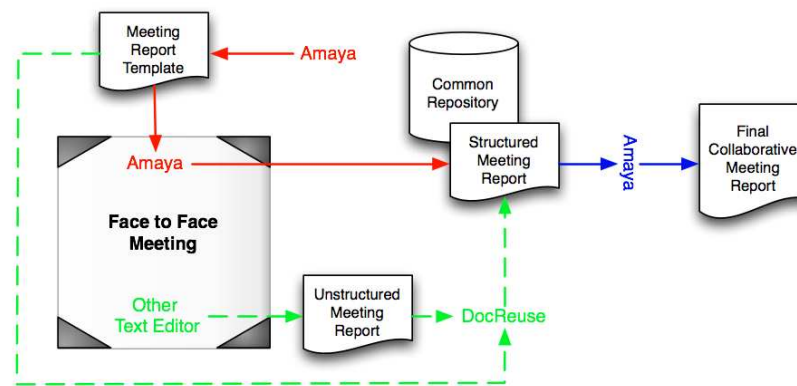 Meeting
Report
Template
Amaya
Common
Repository
Amaya
Structured
Meeting
Report
Amaya
Final
Collaborative
Meeting
Report
Face to Face
Meeting
Other
Text Editor
Unstructured
Meeting
Report
DocReuse